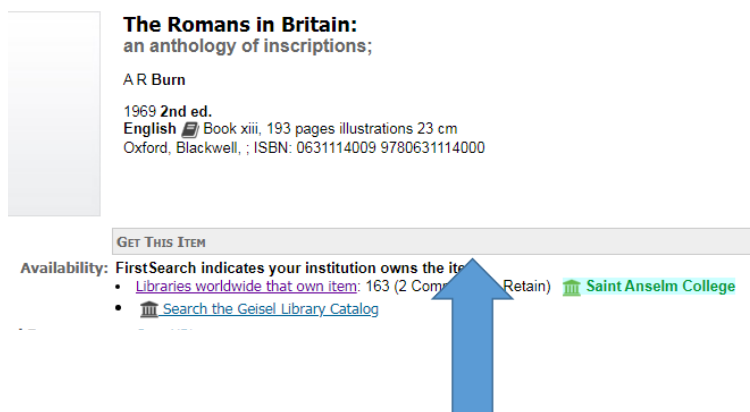 The Romans in Britain:
an anthology of inscriptions;
A R Burn
1969 2nd ed.
English Book xiii, 193 pages illustrations 23 cm
Oxford, Blackwell, ; ISBN: 0631114009 9780631114000
GET THIS ITEM
Availability: FirstSearch indicates your institution owns the
Libraries worldwide that own item: 163 (2 Retain) Saint Anselm College
Search the Geisel Library Catalog